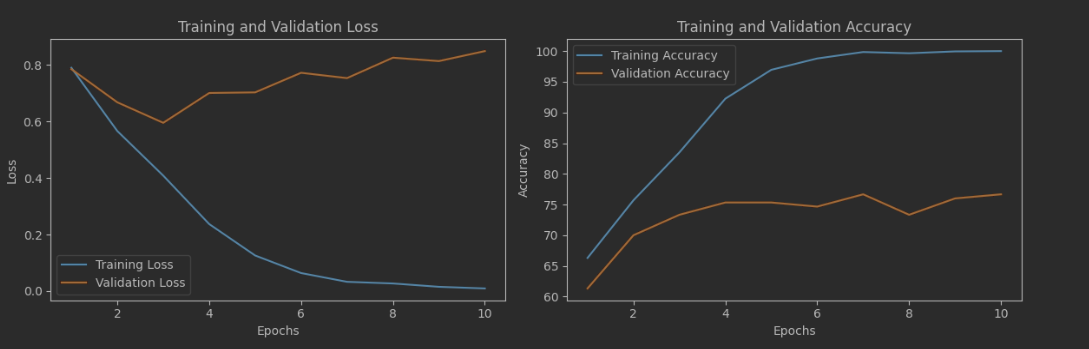 Training and Validation Loss
0.8
0.6
0.4
0.2
0.0
Loss
Training Loss
Validation Loss
2 4 6 8 10
Epochs
Training and Validation Accuracy
100
95
90
85
80
75
70
65
60
Accuracy
Training Accuracy
Validation Accuracy
2 4 6 8 10
Epochs